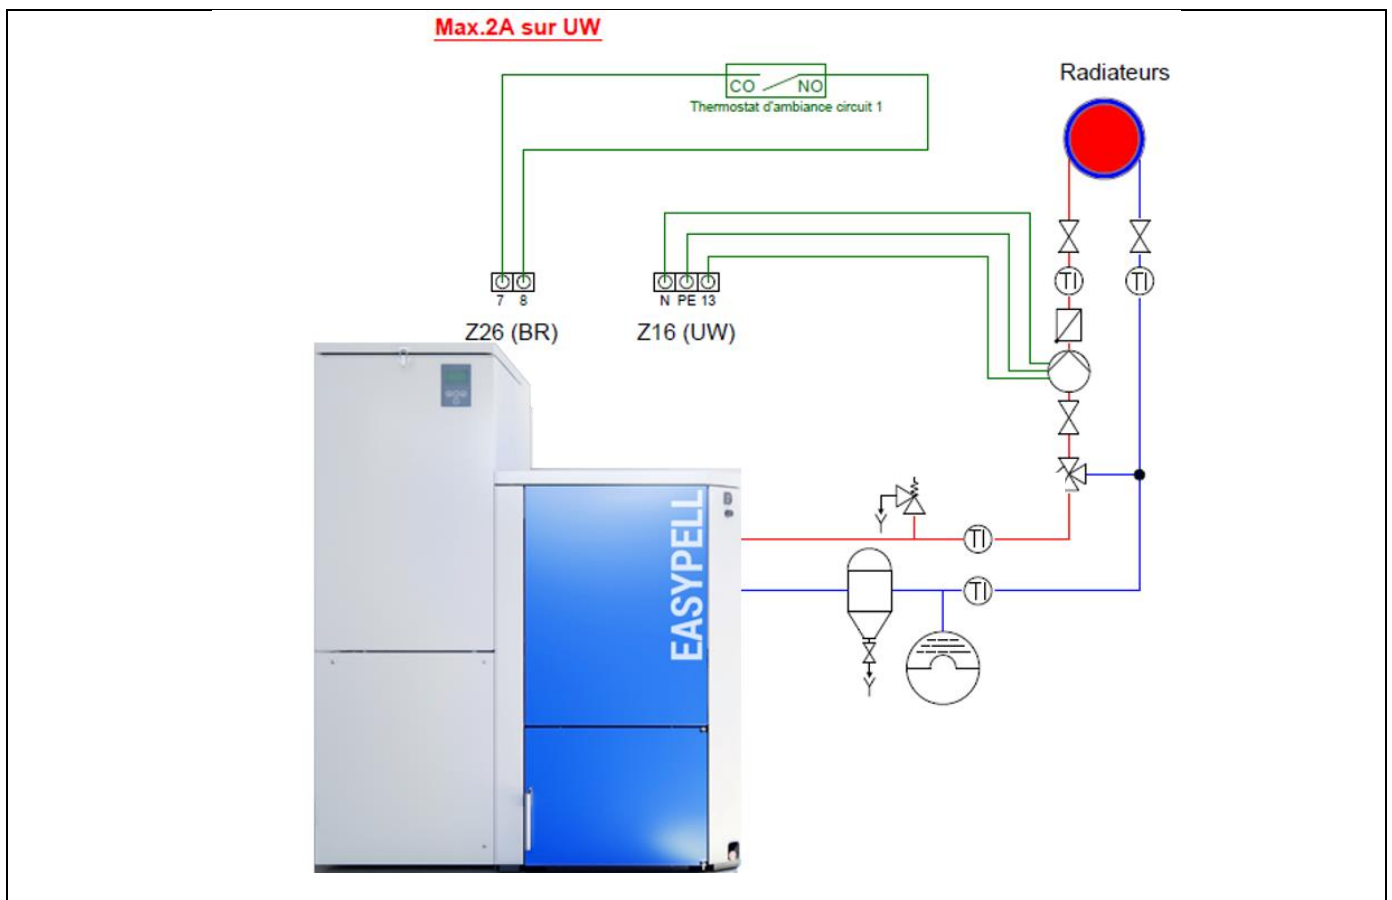 Max.2A sur UW
Radiateurs
CO NO
Thermostat d'ambiance circuit 1
7 8
N PE 13
Z26 (BR)
Z16 (UW)
TI
TI
TI
TI
EASYPELL